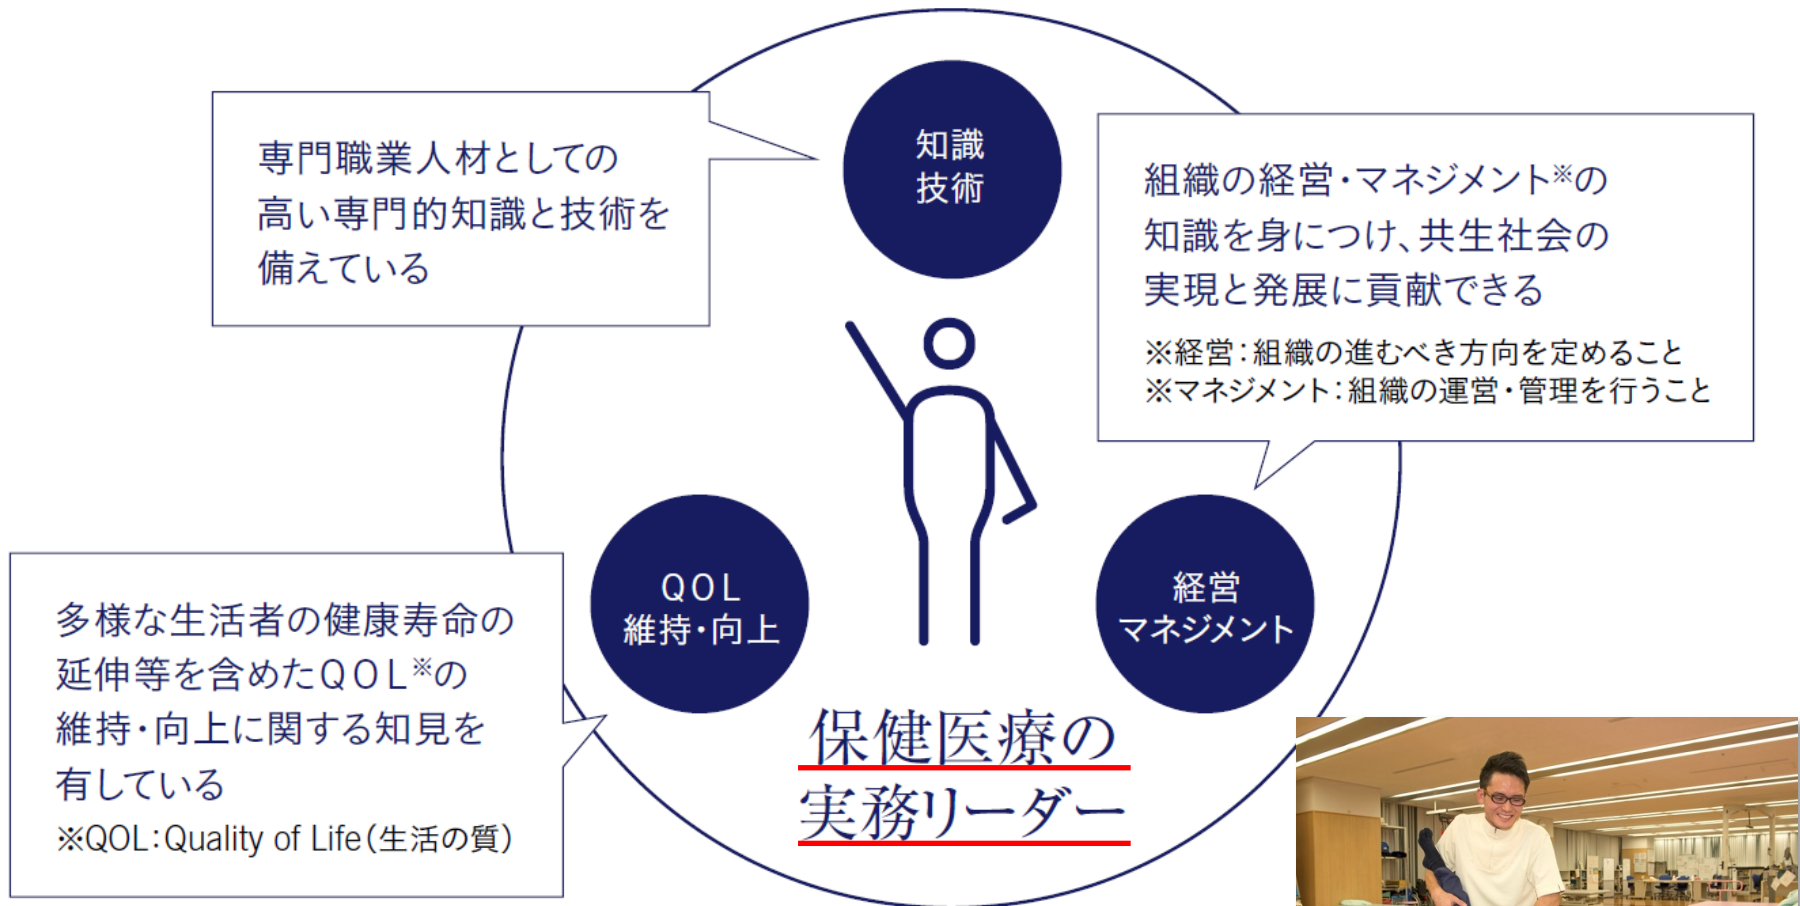 知識
技術
専門職業人材としての
高い専門的知識と技術を
備えている
組織の経営・マネジメント※の
知識を身につけ、共生社会の
実現と発展に貢献できる
※経営：組織の進むべき方向を定めること
※マネジメント：組織の運営・管理を行うこと
QOL
維持・向上
経営
マネジメント
多様な生活者の健康寿命の
延伸等を含めたQOL※の
維持・向上に関する知見を
有している
※QOL：Quality of Life（生活の質）
保健医療の
実務リーダー